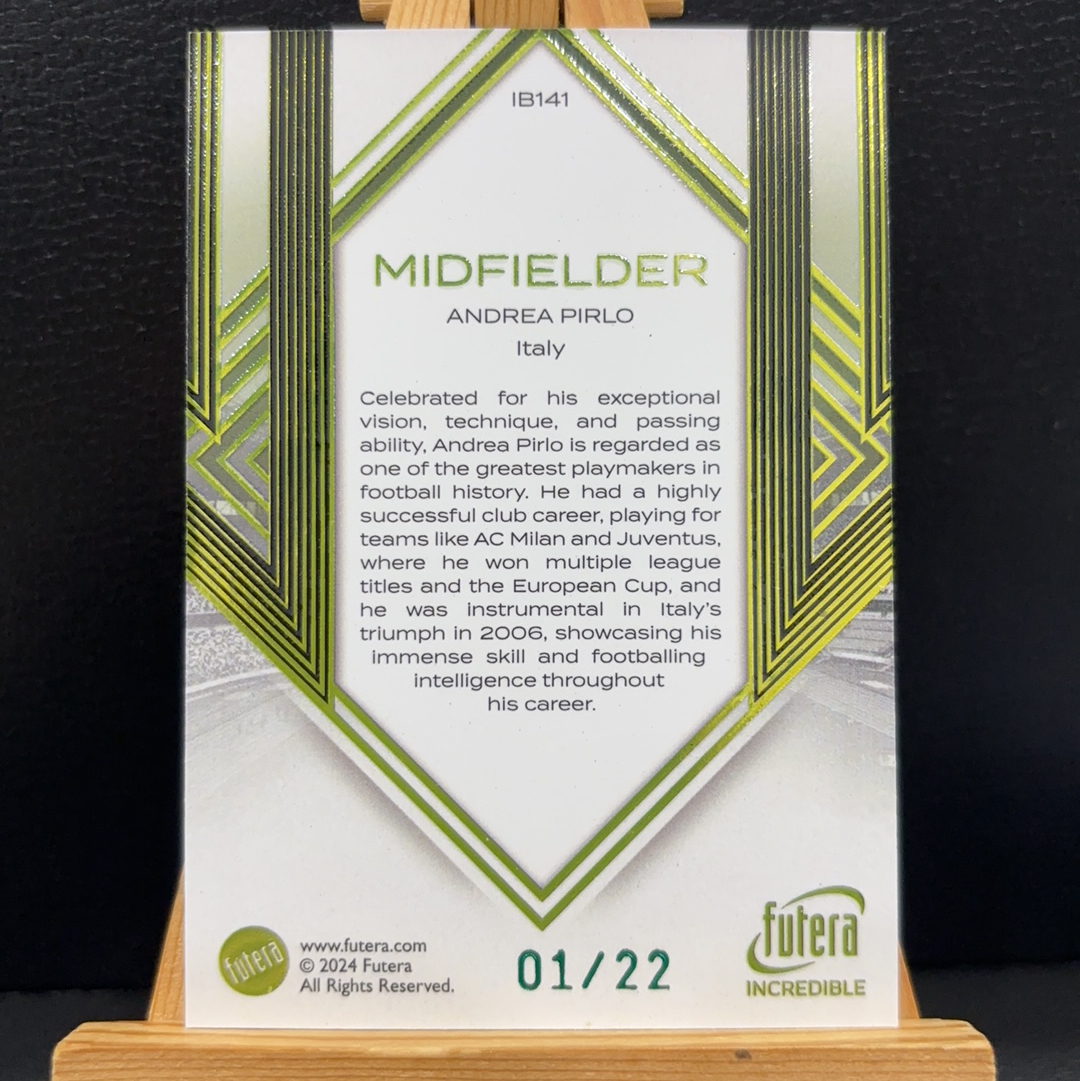 IB141
MIDFIELDER
ANDREA PIRLO
Italy
Celebrated for his exceptional
vision, technique, and passing
ability, Andrea Pirlo is regarded as
one of the greatest playmakers in
football history. He had a highly
successful club career, playing for
teams like AC Milan and Juventus,
where he won multiple league
titles and the European Cup, and
he was instrumental in Italy's
triumph in 2006, showcasing his
immense skill and footballing
intelligence throughout
his career.
futera
www.futera.com
© 2024 Futera
All Rights Reserved.
01/22
futera
INCREDIBLE